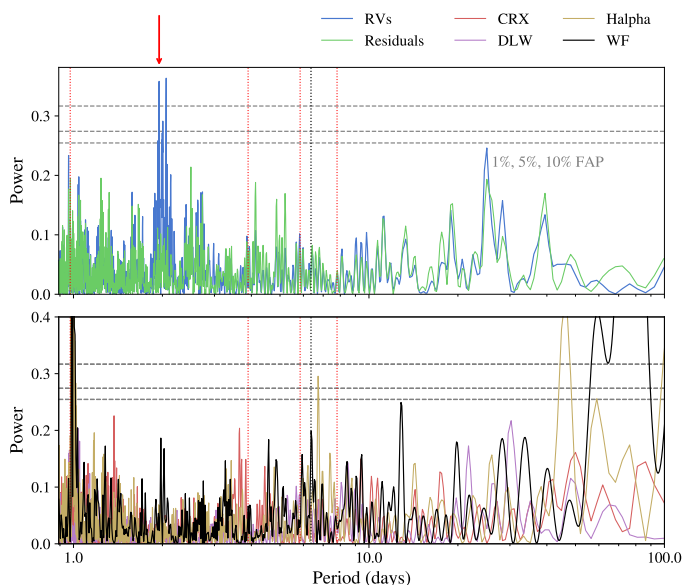 RVs CRX Halpha
Residuals DLW WF
0.3
0.2
0.1
0.0
Power
1%, 5%, 10% FAP
0.4
0.3
0.2
0.1
0.0
Power
1.0 10.0 100.0
Period (days)